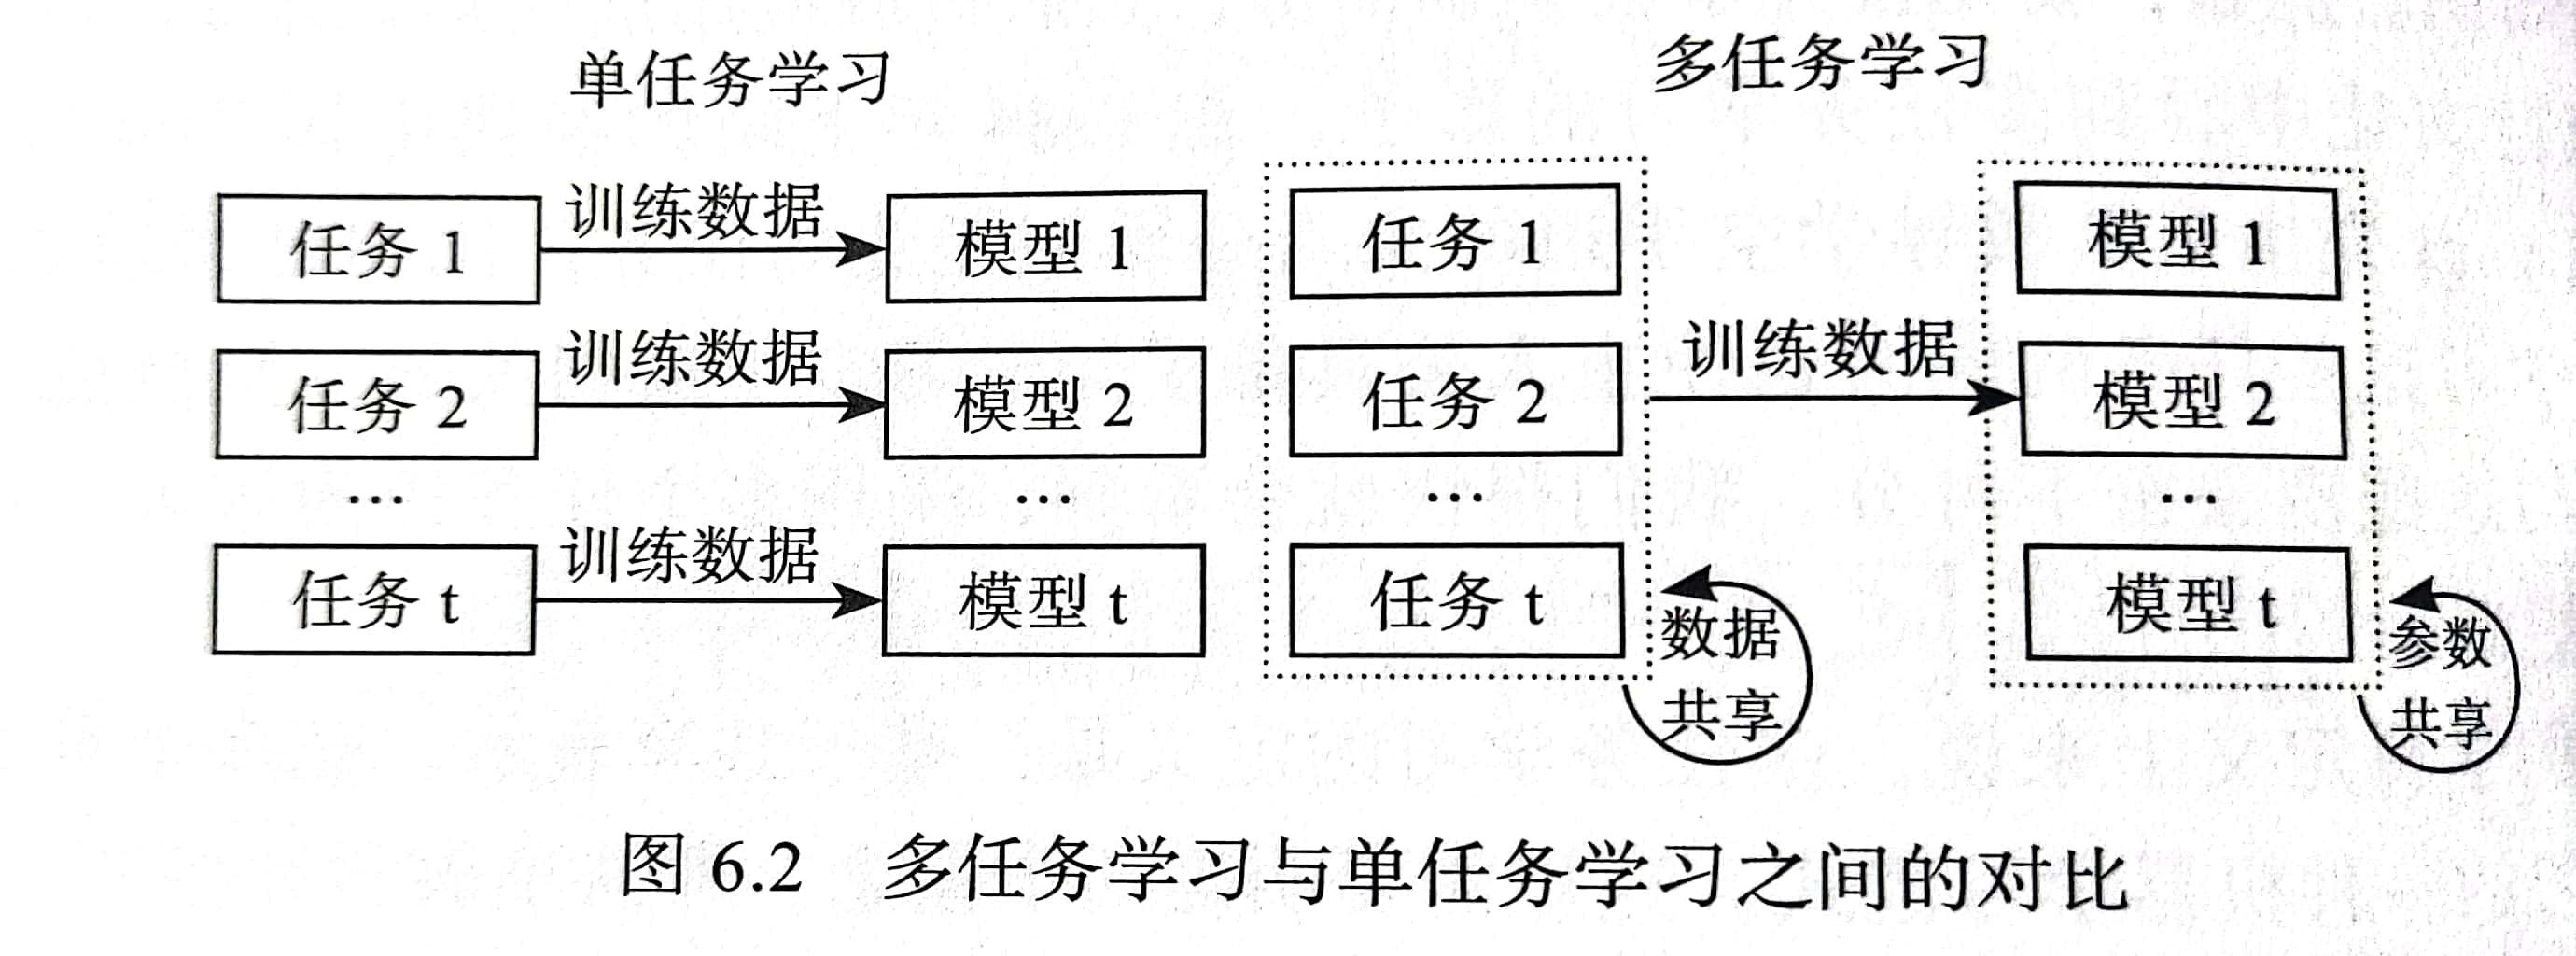 单任务学习
任务 1
训练数据
模型 1
任务 2
训练数据
模型 2
...
...
任务 t
训练数据
模型 t
多任务学习
任务 1
任务 2
...
任务 t
数据
共享
训练数据
模型 1
模型 2
...
模型 t
参数
共享
图 6.2 多任务学习与单任务学习之间的对比